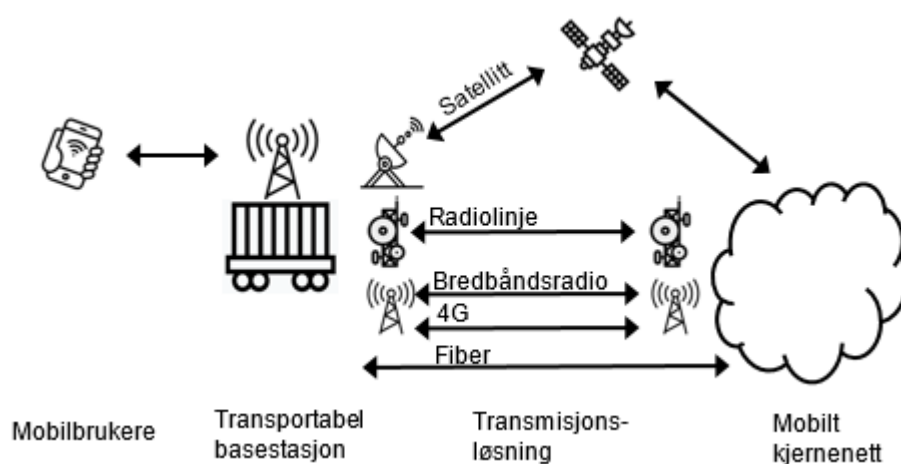 Satellitt
Radiolinje
Bredbåndsradio
4G
Fiber
Mobilbrukere
Transportabel
basestasjon
Transmisjons-
løsning
Mobilt
kjernenett